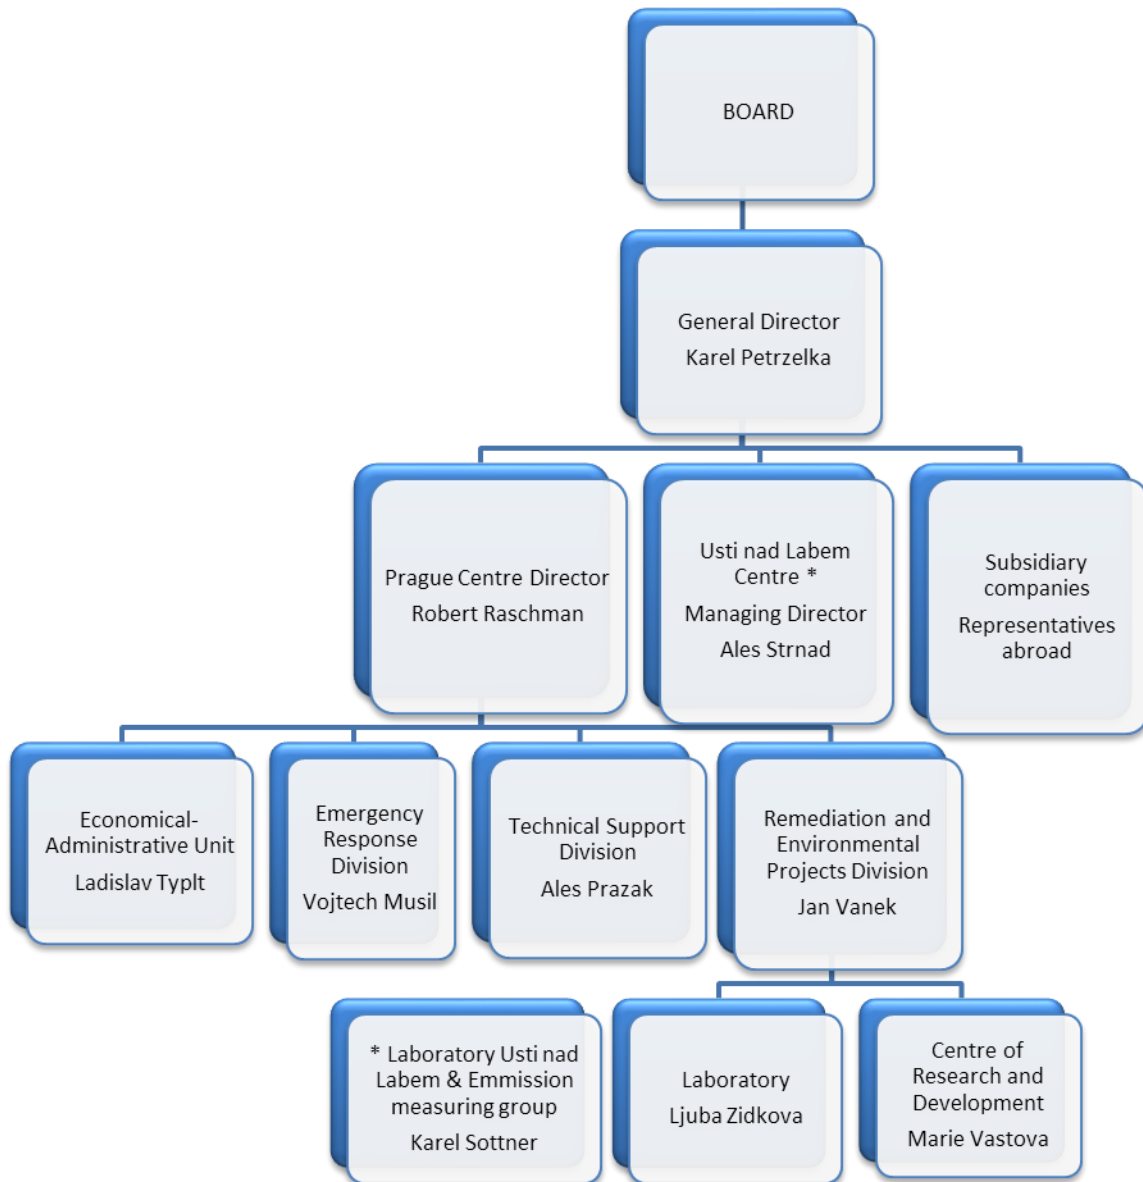 BOARD
General Director
Karel Petrzelka
Prague Centre Director
Robert Raschman
Usti nad Labem
Centre *
Managing Director
Ales Strnad
Subsidiary
companies
Representatives
abroad
Economical-
Administrative Unit
Ladislav Typlt
Emergency
Response
Division
Vojtech Musil
Technical Support
Division
Ales Prazak
Remediation and
Environmental
Projects Division
Jan Vanek
* Laboratory Usti nad
Labem & Emmission
measuring group
Karel Sottner
Laboratory
Ljuba Zidkova
Centre of
Research and
Development
Marie Vastova